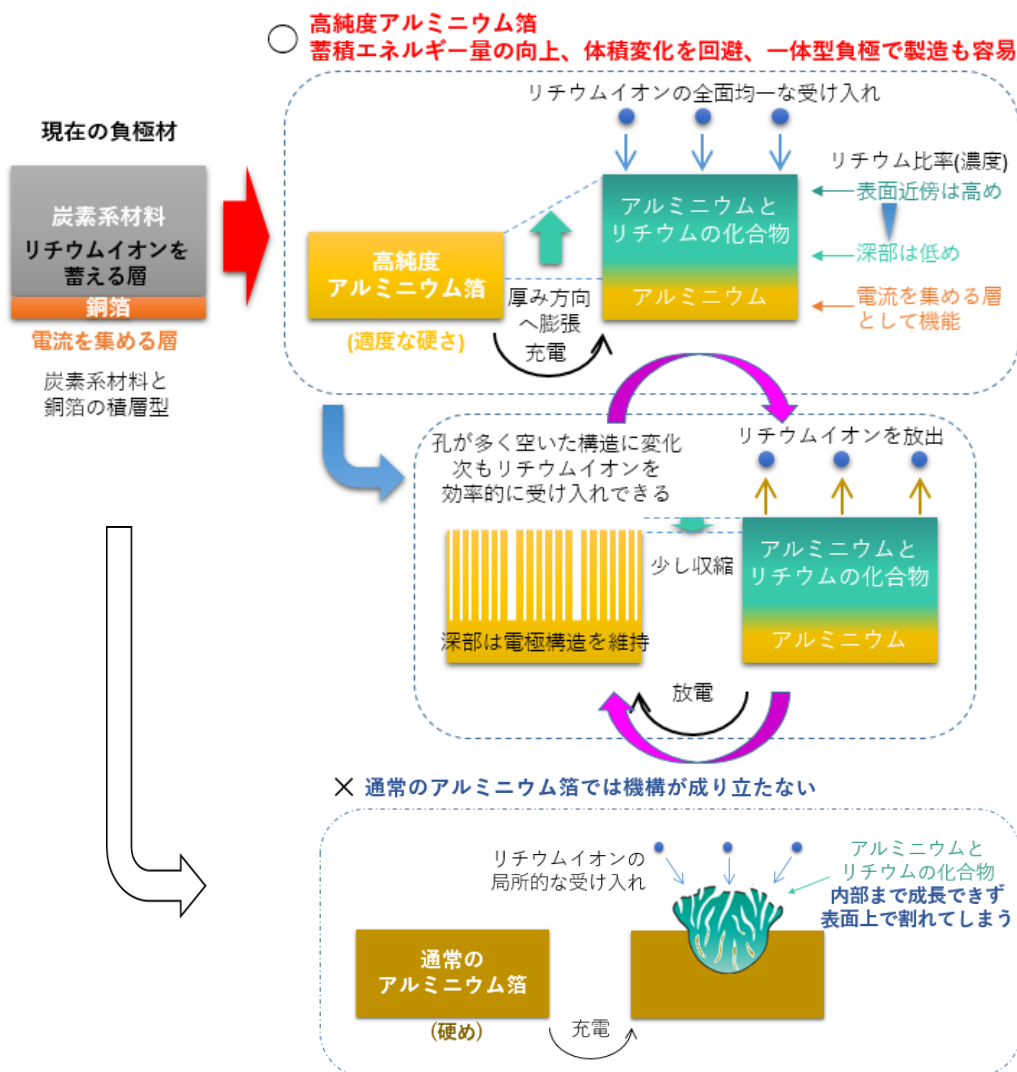 ○ 高純度アルミニウム箔
蓄積エネルギー量の向上、体積変化を回避、一体型負極で製造も容易
現在の負極材
炭素系材料
リチウムイオンを
蓄える層
銅箔
電流を集める層
炭素系材料と
銅箔の積層型
リチウムイオンの全面均一な受け入れ
高純度
アルミニウム箔
(適度な硬さ)
厚み方向
へ膨張
充電
アルミニウムと
リチウムの化合物
アルミニウム
リチウム比率(濃度)
表面近傍は高め
深部は低め
電流を集める層
として機能
孔が多く空いた構造に変化
次もリチウムイオンを
効率的に受け入れできる
深部は電極構造を維持
少し収縮
リチウムイオンを放出
アルミニウムと
リチウムの化合物
アルミニウム
放電
× 通常のアルミニウム箔では機構が成り立たない
リチウムイオンの
局所的な受け入れ
アルミニウムと
リチウムの化合物
内部まで成長できず
表面上で割れてしまう
通常の
アルミニウム箔
(硬め)
充電